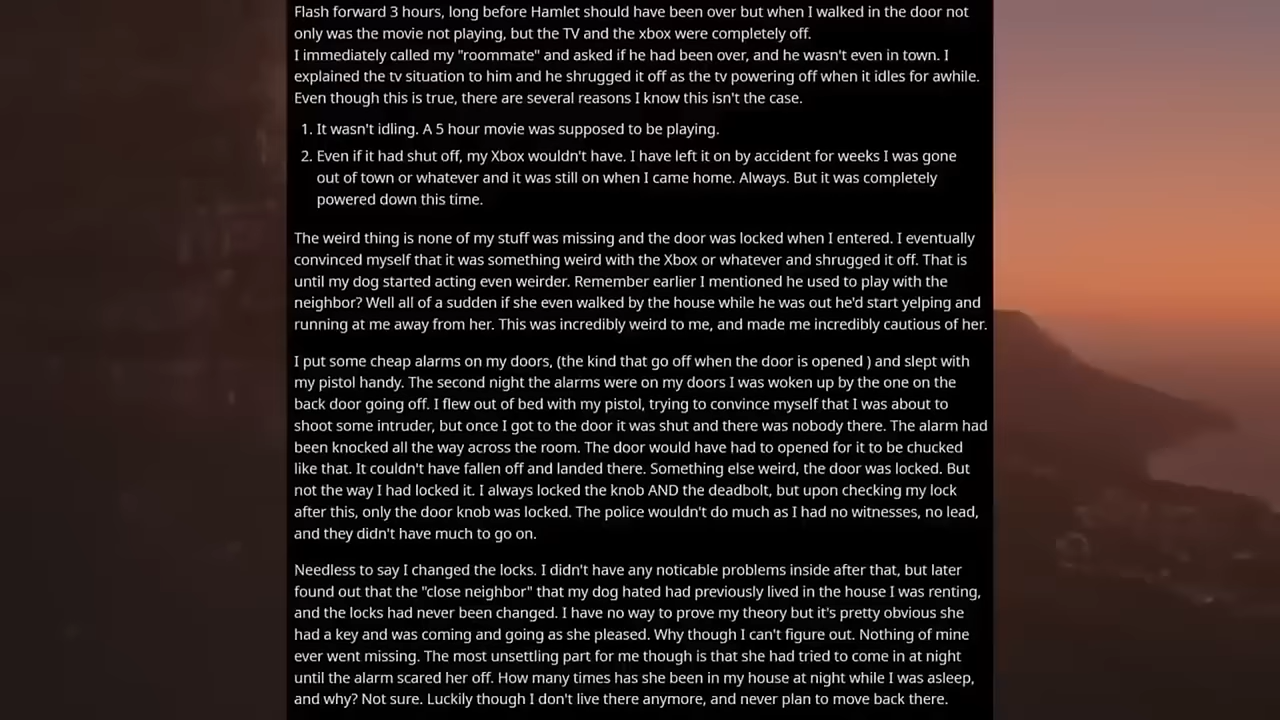 Flash forward 3 hours, long before Hamlet should have been over but when I walked in the door not
only was the movie not playing, but the TV and the xbox were completely off.
I immediately called my "roommate" and asked if he had been over, and he wasn't even in town. I
explained the tv situation to him and he shrugged it off as the tv powering off when it idles for awhile.
Even though this is true, there are several reasons I know this isn't the case.
1. It wasn't idling. A 5 hour movie was supposed to be playing.
2. Even if it had shut off, my Xbox wouldn't have. I have left it on by accident for weeks I was gone
out of town or whatever and it was still on when I came home. Always. But it was completely
powered down this time.
The weird thing is none of my stuff was missing and the door was locked when I entered. I eventually
convinced myself that it was something weird with the Xbox or whatever and shrugged it off. That is
until my dog started acting even weirder. Remember earlier I mentioned he used to play with the
neighbor? Well all of a sudden if she even walked by the house while he was out he'd start yelping and
running at me away from her. This was incredibly weird to me, and made me incredibly cautious of her.
I put some cheap alarms on my doors, (the kind that go off when the door is opened ) and slept with
my pistol handy. The second night the alarms were on my doors I was woken up by the one on the
back door going off. I flew out of bed with my pistol, trying to convince myself that I was about to
shoot some intruder, but once I got to the door it was shut and there was nobody there. The alarm had
been knocked all the way across the room. The door would have had to opened for it to be chucked
like that. It couldn't have fallen off and landed there. Something else weird, the door was locked. But
not the way I had locked it. I always locked the knob AND the deadbolt, but upon checking my lock
after this, only the door knob was locked. The police wouldn't do much as I had no witnesses, no lead,
and they didn't have much to go on.
Needless to say I changed the locks. I didn't have any noticable problems inside after that, but later
found out that the "close neighbor" that my dog hated had previously lived in the house I was renting,
and the locks had never been changed. I have no way to prove my theory but it's pretty obvious she
had a key and was coming and going as she pleased. Why though I can't figure out. Nothing of mine
ever went missing. The most unsettling part for me though is that she had tried to come in at night
until the alarm scared her off. How many times has she been in my house at night while I was asleep,
and why? Not sure. Luckily though I don't live there anymore, and never plan to move back there.